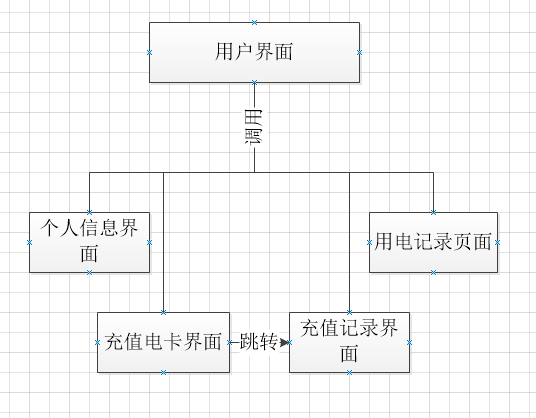 用户界面
调用
个人信息界
面
用电记录页面
充值电卡界面
跳转
充值记录界
面